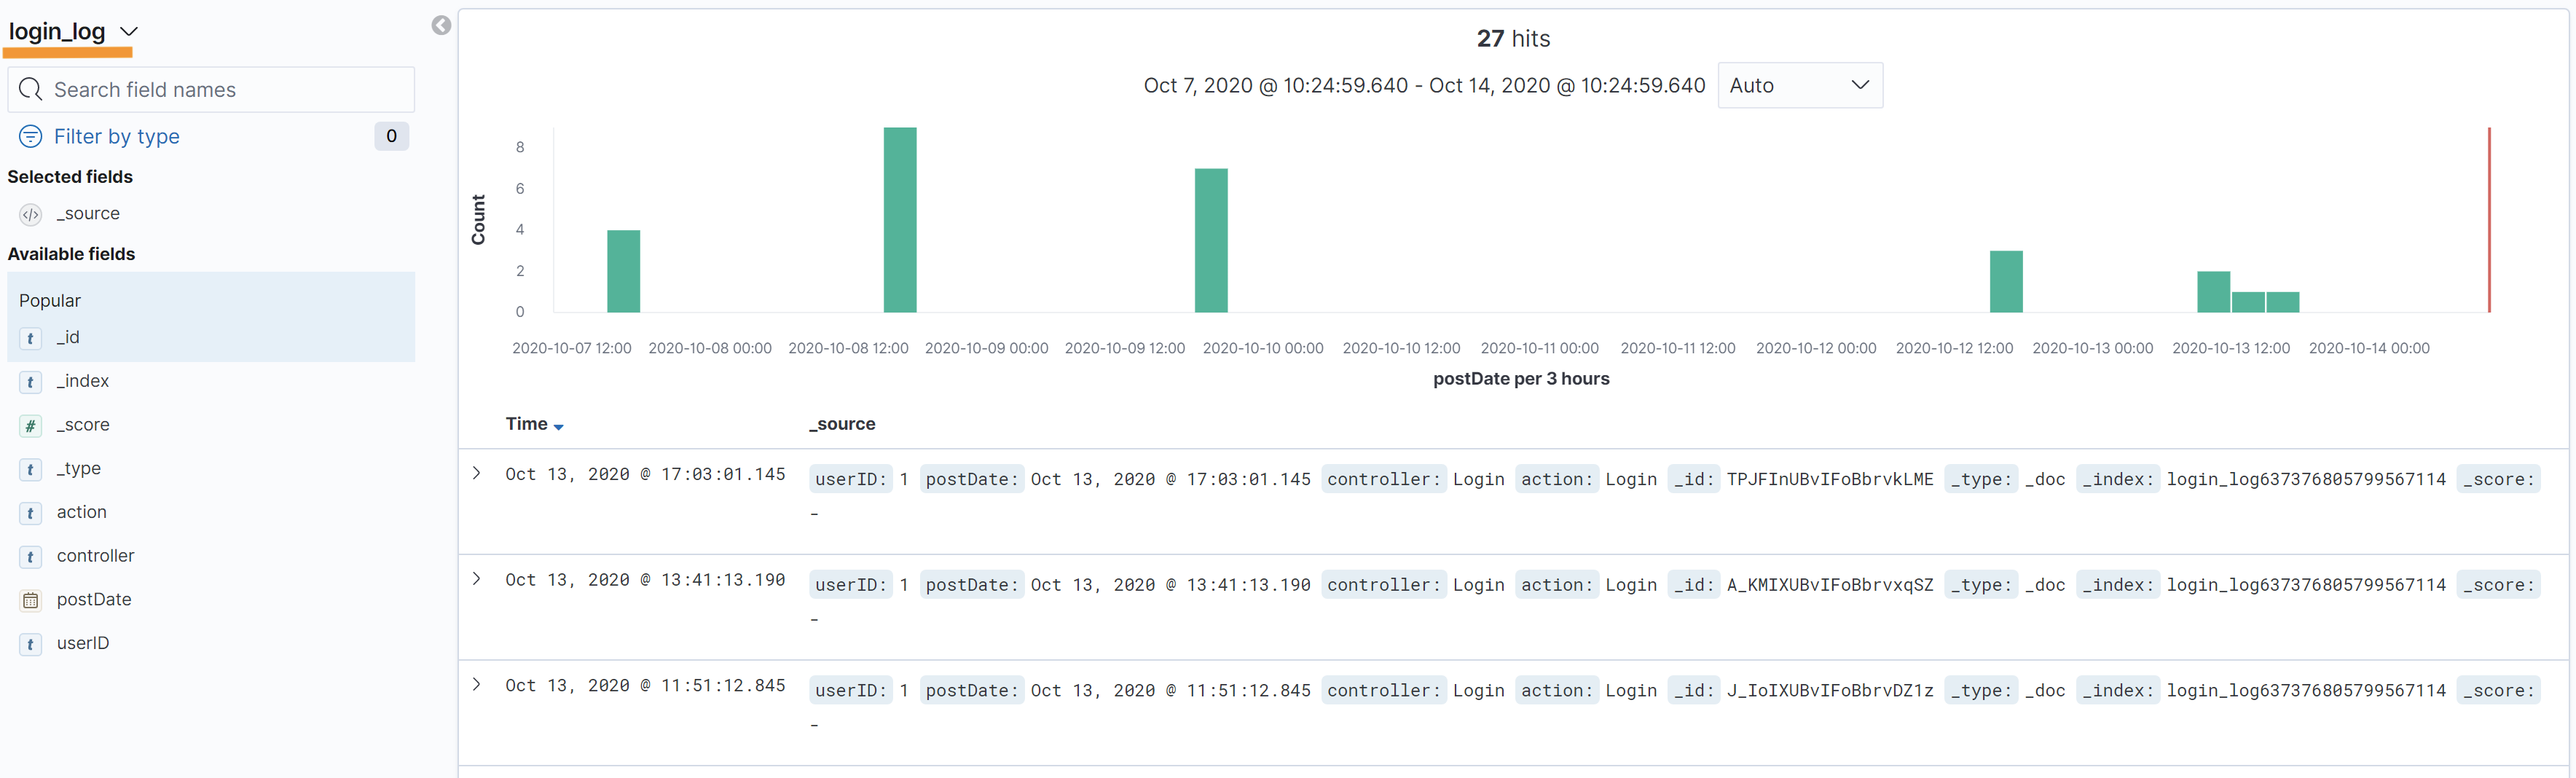 login_log
Search field names
Filter by type 0
Selected fields
_source
Available fields
Popular
_id
_index
_score
_type
action
controller
postDate
userID
27 hits
Oct 7, 2020 @ 10:24:59.640 - Oct 14, 2020 @ 10:24:59.640 Auto
Count
8
6
4
2
0
2020-10-07 12:00 2020-10-08 00:00 2020-10-08 12:00 2020-10-09 00:00 2020-10-09 12:00 2020-10-10 00:00 2020-10-10 12:00 2020-10-11 00:00 2020-10-11 12:00 2020-10-12 00:00 2020-10-12 12:00 2020-10-13 00:00 2020-10-13 12:00 2020-10-14 00:00
postDate per 3 hours
Time _source
Oct 13, 2020 @ 17:03:01.145 userID: 1 postDate: Oct 13, 2020 @ 17:03:01.145 controller: Login action: Login _id: TPJFInUBvIFoBbrvkLME _type: _doc _index: login_log637376805799567114 _score:
-
Oct 13, 2020 @ 13:41:13.190 userID: 1 postDate: Oct 13, 2020 @ 13:41:13.190 controller: Login action: Login _id: A_KMIXUBvIFoBbrvxqSZ _type: _doc _index: login_log637376805799567114 _score:
-
Oct 13, 2020 @ 11:51:12.845 userID: 1 postDate: Oct 13, 2020 @ 11:51:12.845 controller: Login action: Login _id: J_IoIXUBvIFoBbrvDZ1z _type: _doc _index: login_log637376805799567114 _score:
-